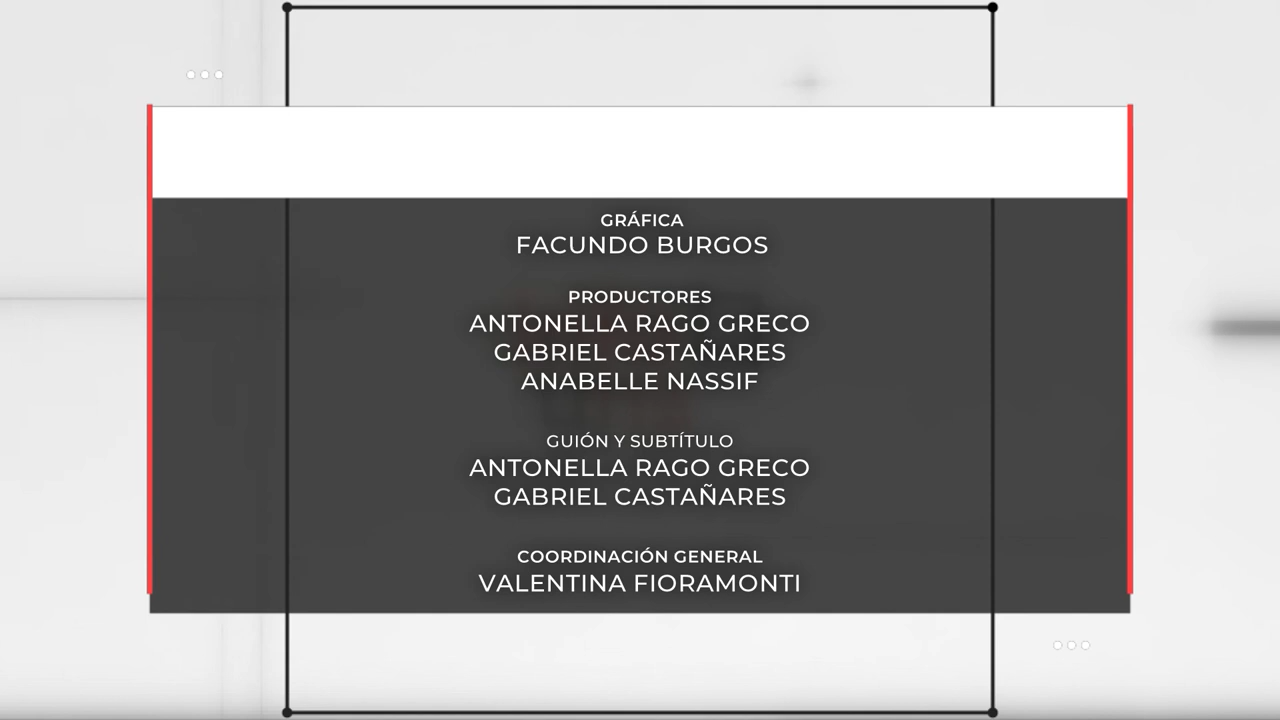 GRÁFICA
FACUNDO BURGOS
PRODUCTORES
ANTONELLA RAGO GRECO
GABRIEL CASTAÑARES
ANABELLE NASSIF
GUIÓN Y SUBTÍTULO
ANTONELLA RAGO GRECO
GABRIEL CASTAÑARES
COORDINACIÓN GENERAL
VALENTINA FIORAMONTI